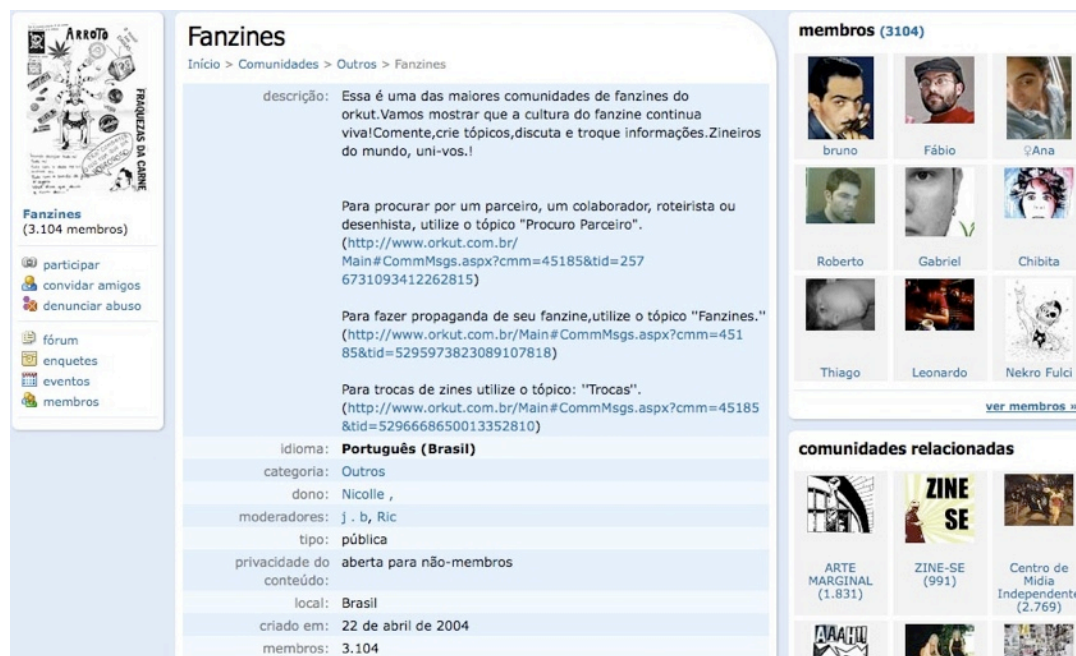 ARROTO
FRAQUEZAS DA CARNE
Fanzines
(3.104 membros)
participar
convidar amigos
denunciar abuso
fórum
enquetes
eventos
membros
Fanzines
Início > Comunidades > Outros > Fanzines
descrição: Essa é uma das maiores comunidades de fanzines do
orkut.Vamos mostrar que a cultura do fanzine continua
viva!Comente,crie tópicos,discuta e troque informações.Zineiros
do mundo, uni-vos.!
Para procurar por um parceiro, um colaborador, roteirista ou
desenhista, utilize o tópico "Procuro Parceiro".
(http://www.orkut.com.br/
Main#CommMsgs.aspx?cmm=45185&tid=257
6731093412262815)
Para fazer propaganda de seu fanzine,utilize o tópico "Fanzines."
(http://www.orkut.com.br/Main#CommMsgs.aspx?cmm=451
85&tid=5295973823089107818)
Para trocas de zines utilize o tópico: ''Trocas''.
(http://www.orkut.com.br/Main#CommMsgs.aspx?cmm=45185
&tid=5296668650013352810)
idioma: Português (Brasil)
categoria: Outros
dono: Nicolle ,
moderadores: j . b, Ric
tipo: pública
privacidade do conteúdo: aberta para não-membros
local: Brasil
criado em: 22 de abril de 2004
membros: 3.104
membros (3104)
bruno Fábio ♀Ana
Roberto Gabriel Chibita
Thiago Leonardo Nekro Fulci
ver membros »
comunidades relacionadas
ZINE
SE
ARTE
MARGINAL
(1.831)
ZINE-SE
(991)
Centro de
Midia
Independente
(2.769)
AAAHU